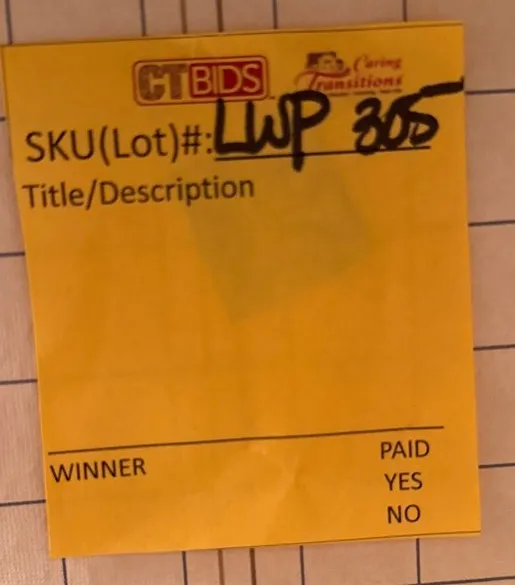 CTBIDS Caring Transitions
SKU(Lot)#: LWP 305
Title/Description
WINNER PAID
YES
NO